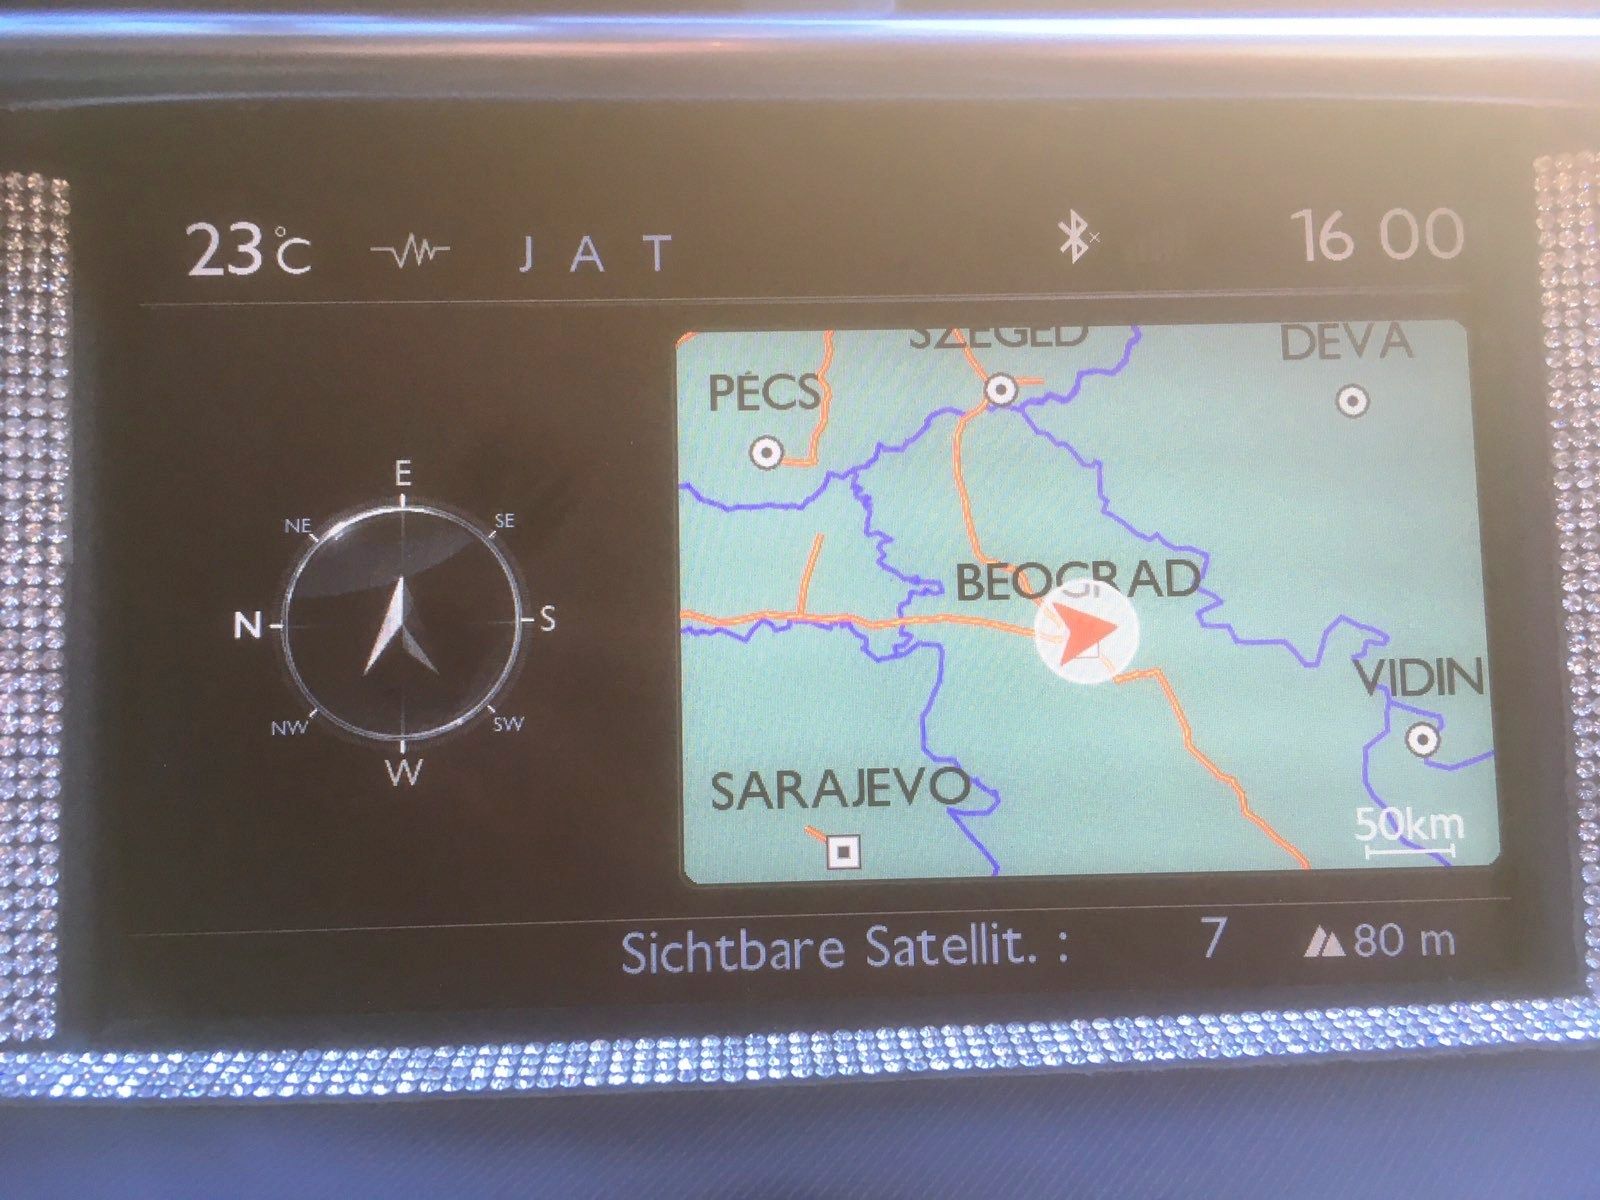 23°C J A T 16 00
SZEGED
DEVA
PÉCS
BEOGRAD
VIDIN
SARAJEVO
50km
E
NE
SE
N
S
NW
SW
W
Sichtbare Satellit. : 7 80 m